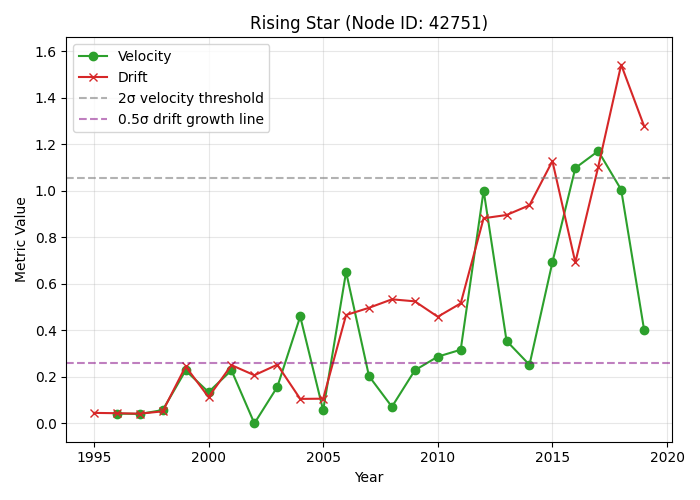 Rising Star (Node ID: 42751)
Velocity
Drift
2σ velocity threshold
0.5σ drift growth line
Metric Value
1.6
1.4
1.2
1.0
0.8
0.6
0.4
0.2
0.0
1995 2000 2005 2010 2015 2020
Year